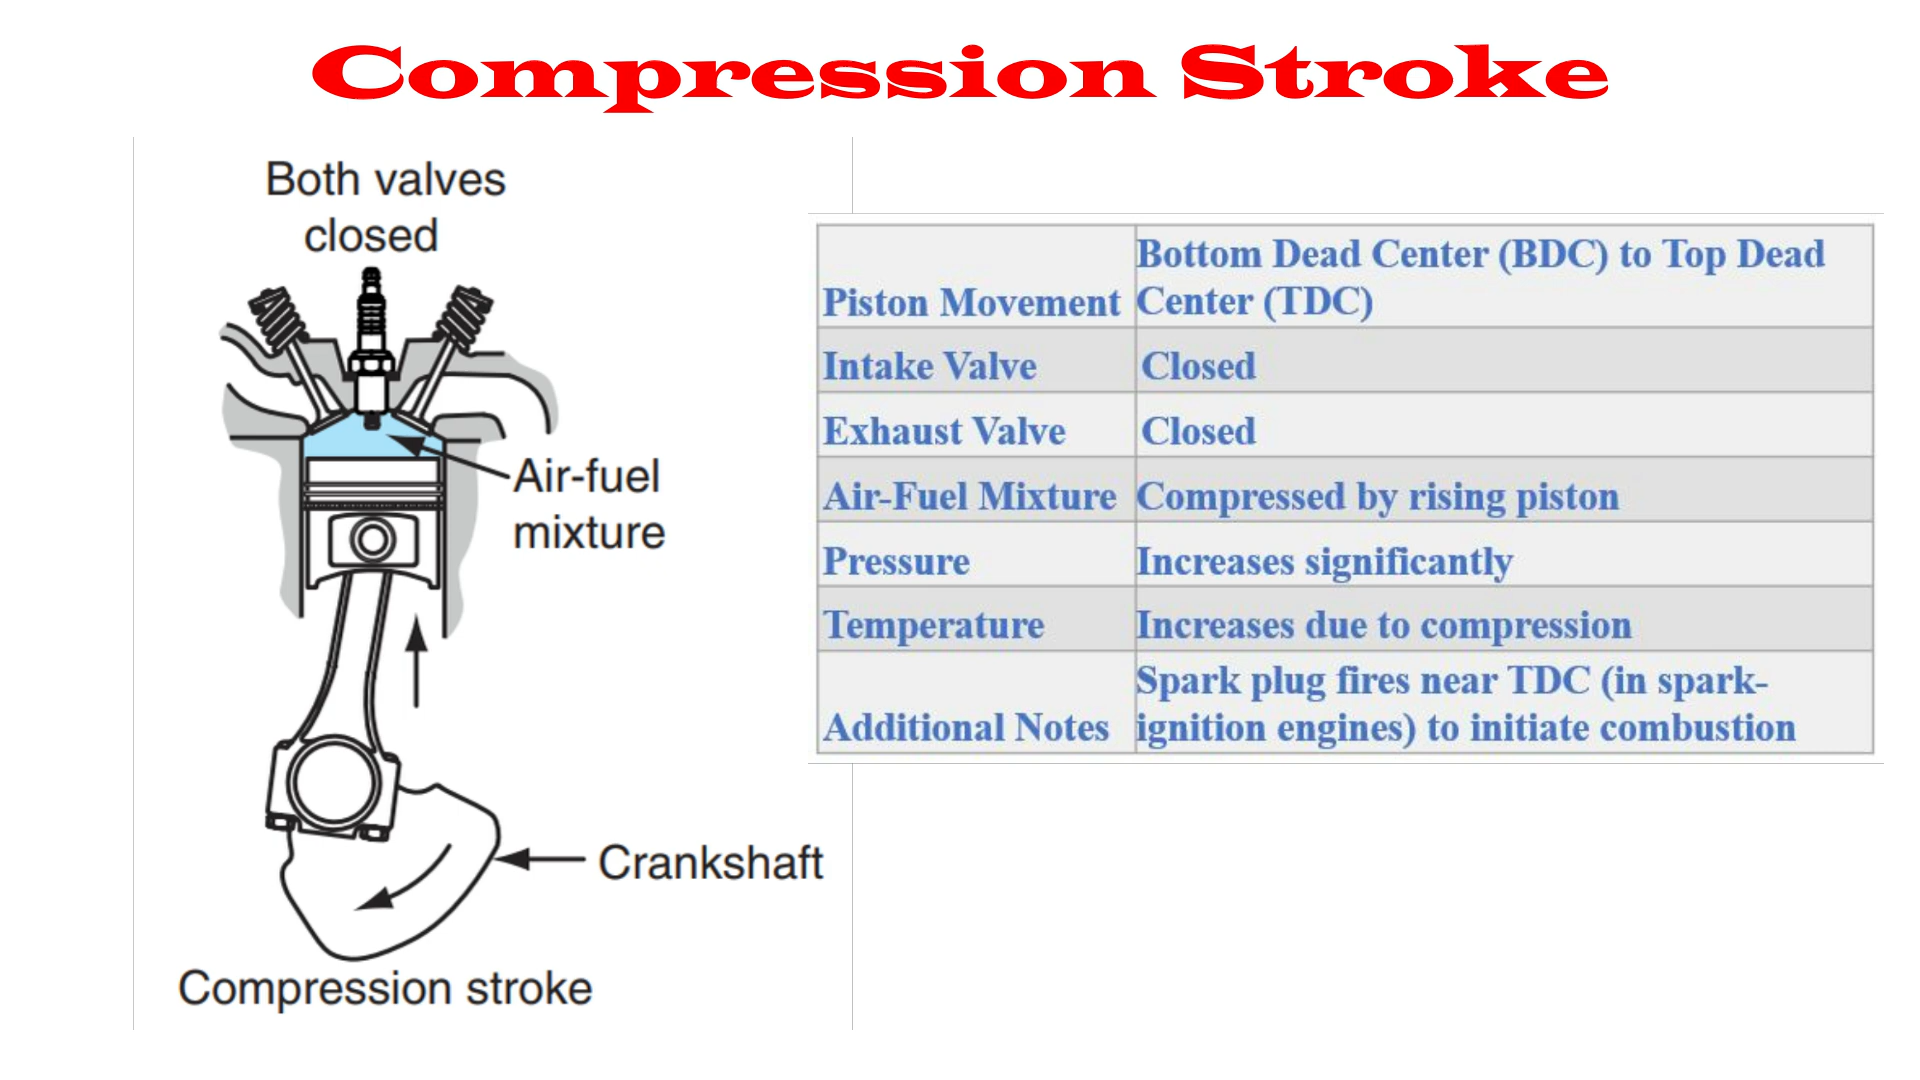 Compression Stroke
Both valves
closed
Air-fuel
mixture
Crankshaft
Compression stroke
Piston Movement
Bottom Dead Center (BDC) to Top Dead
Center (TDC)
Intake Valve
Closed
Exhaust Valve
Closed
Air-Fuel Mixture
Compressed by rising piston
Pressure
Increases significantly
Temperature
Increases due to compression
Additional Notes
Spark plug fires near TDC (in spark-
ignition engines) to initiate combustion